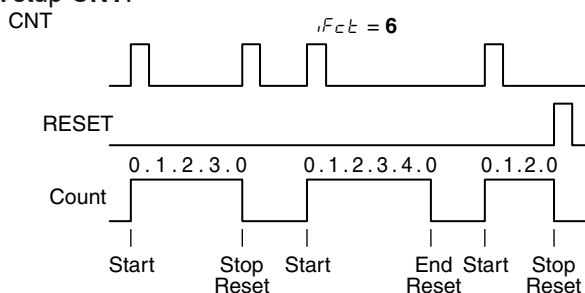 CNT
iFct = 6
RESET
0.1.2.3.0 0.1.2.3.4.0 0.1.2.0
Count
Start Stop Start End Start Stop
Reset Reset Reset